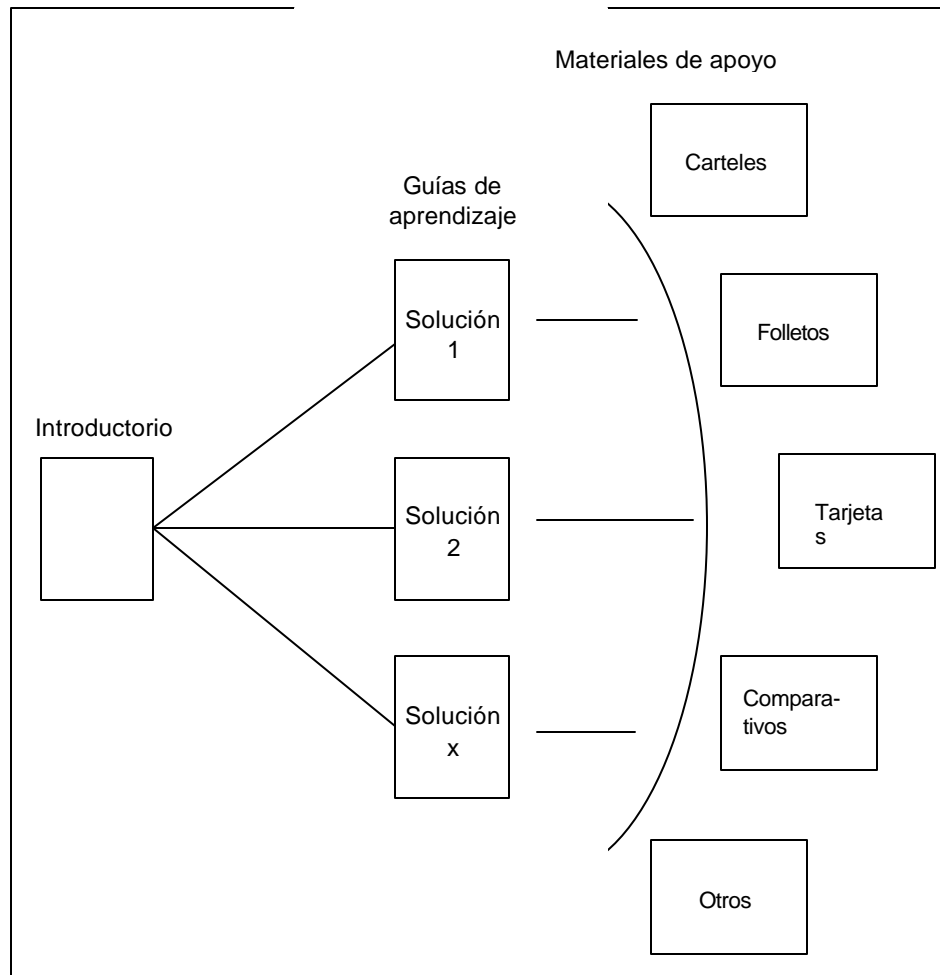 Materiales de apoyo
Carteles
Guías de
aprendizaje
Solución
1
Folletos
Introductorio
Solución
2
Tarjeta
s
Solución
x
Compara-
tivos
Otros